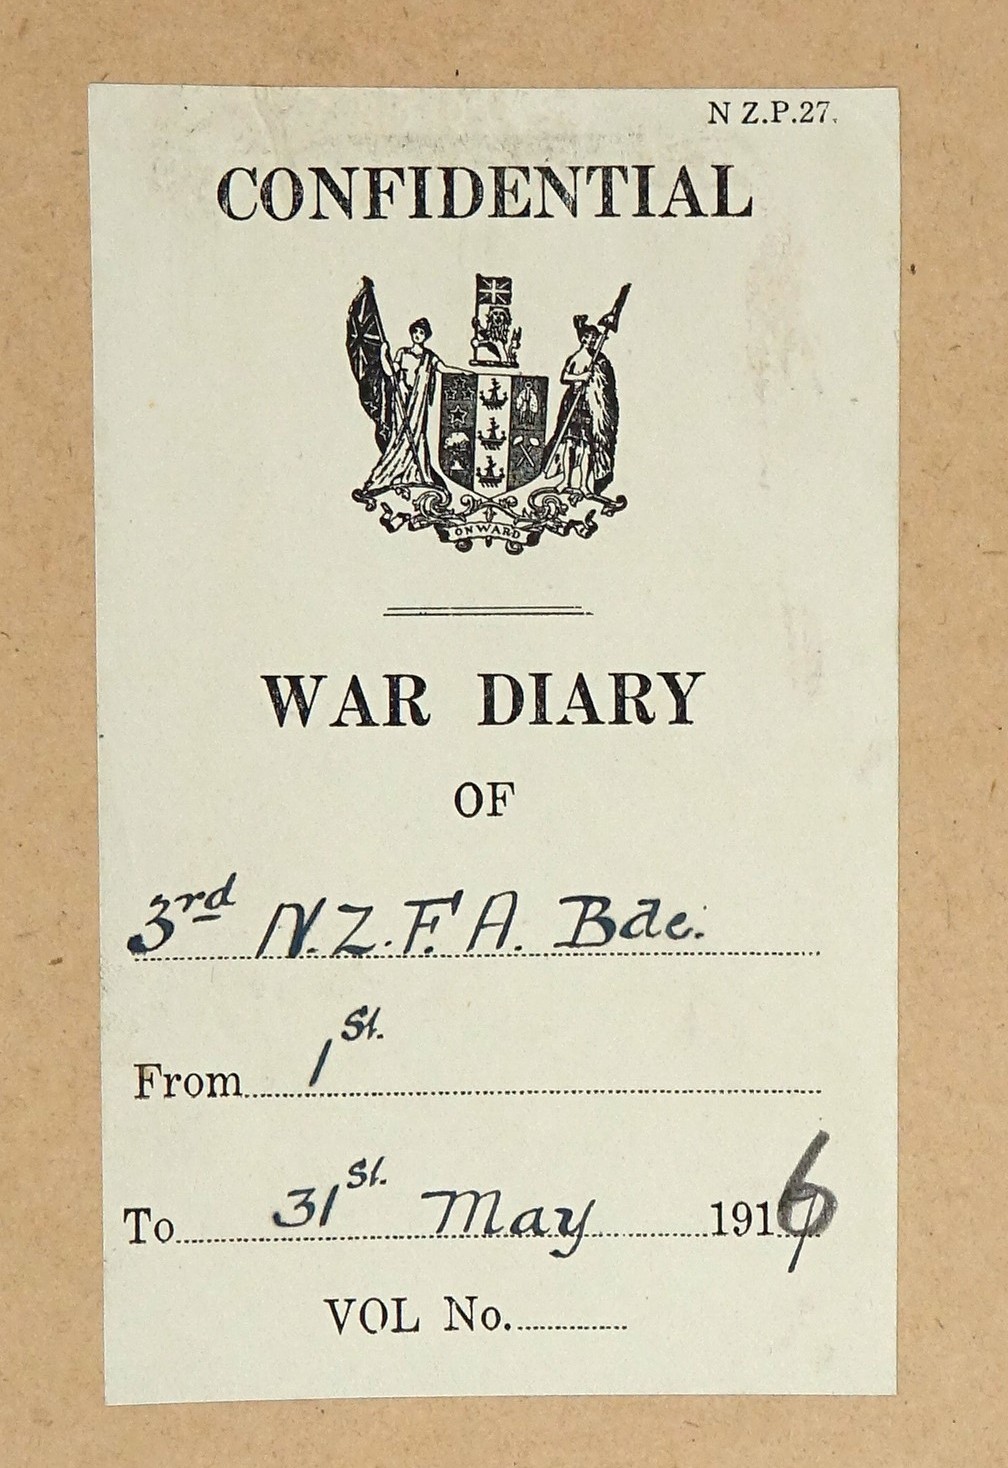 N Z.P.27.
CONFIDENTIAL
ONWARD
WAR DIARY
OF
3rd N.Z.F.A. Bde.
From 1st.
To 31st. May 1916
VOL No.